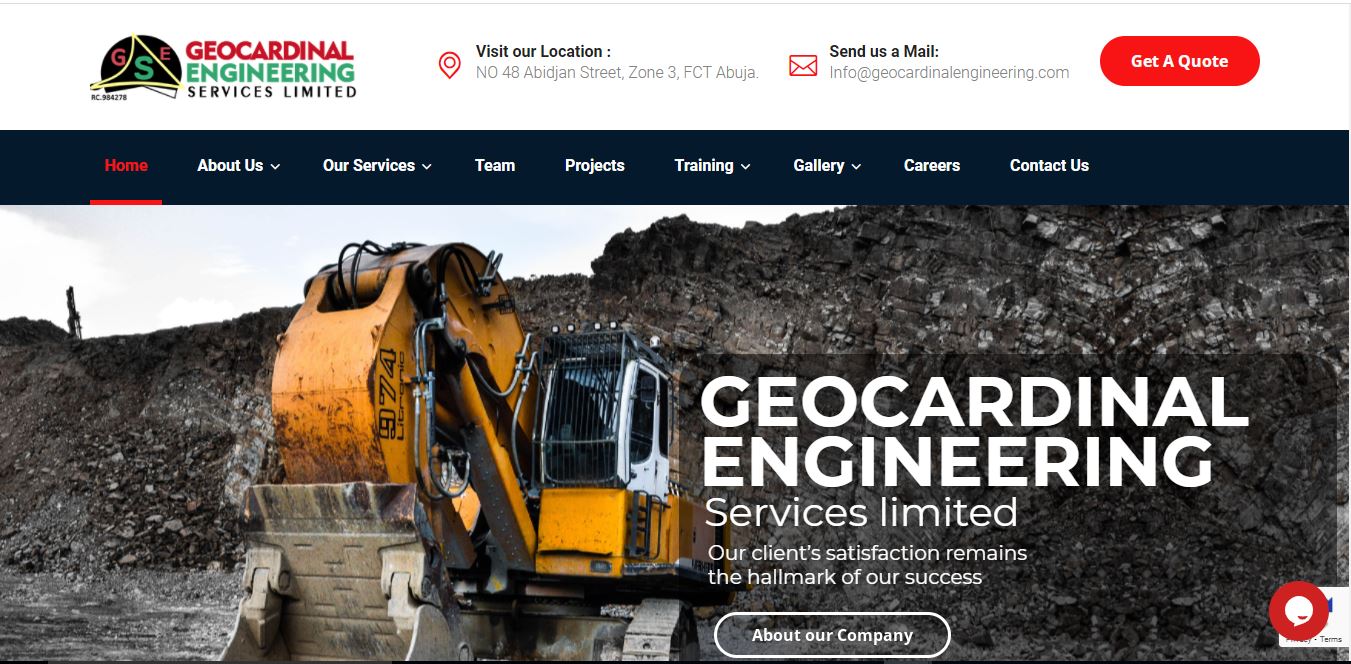 G S E
GEOCARDINAL
ENGINEERING
SERVICES LIMITED
RC.984278
Visit our Location :
NO 48 Abidjan Street, Zone 3, FCT Abuja.
Send us a Mail:
Info@geocardinalengineering.com
Get A Quote
Home About Us Our Services Team Projects Training Gallery Careers Contact Us
974
Litronic
GEOCARDINAL
ENGINEERING
Services limited
Our client's satisfaction remains
the hallmark of our success
About our Company
Privacy - Terms